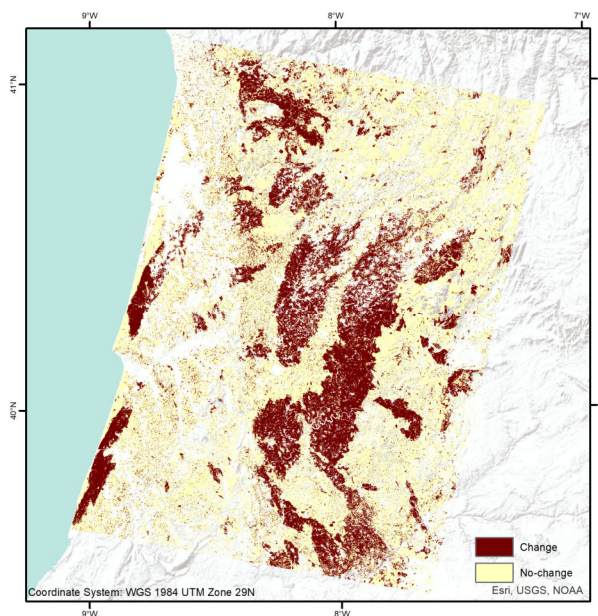 9°W 8°W 7°W
41°N
40°N
Change
No-change
Coordinate System: WGS 1984 UTM Zone 29N Esri, USGS, NOAA
9°W 8°W